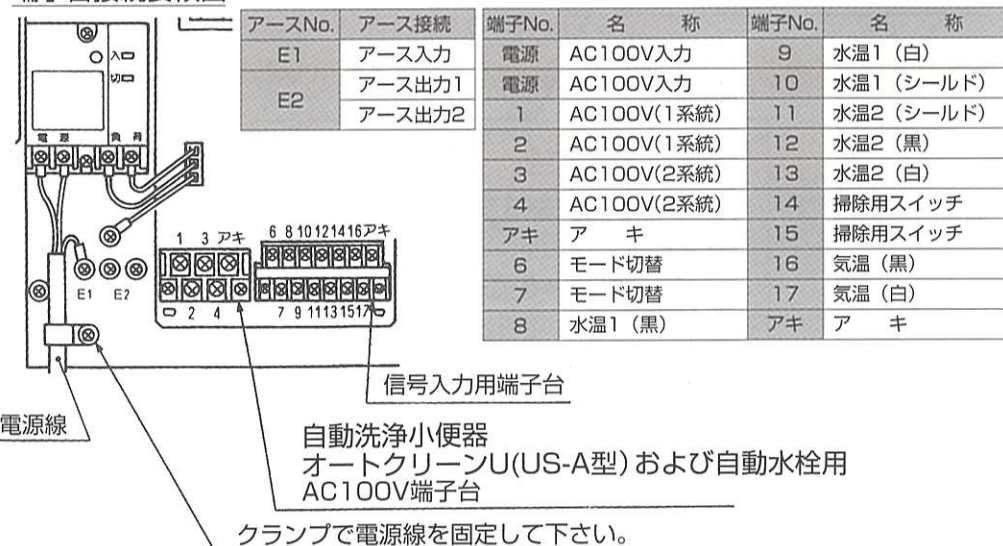 アースNo. アース接続
E1 アース入力
E2 アース出力1
アース出力2
端子No. 名 称 端子No. 名 称
電源 AC100V入力 9 水温1(白)
電源 AC100V入力 10 水温1(シールド)
1 AC100V(1系統) 11 水温2(シールド)
2 AC100V(1系統) 12 水温2(黒)
3 AC100V(2系統) 13 水温2(白)
4 AC100V(2系統) 14 掃除用スイッチ
アキ ア キ 15 掃除用スイッチ
6 モード切替 16 気温(黒)
7 モード切替 17 気温(白)
8 水温1(黒) アキ ア キ
入
切
電 源 負 荷
1 3 アキ
6 8 10 12 14 16 アキ
E1 E2
2 4
7 9 11 13 15 17
信号入力用端子台
電源線
自動洗浄小便器
オートクリーンU(US-A型)および自動水栓用
AC100V端子台
クランプで電源線を固定して下さい。